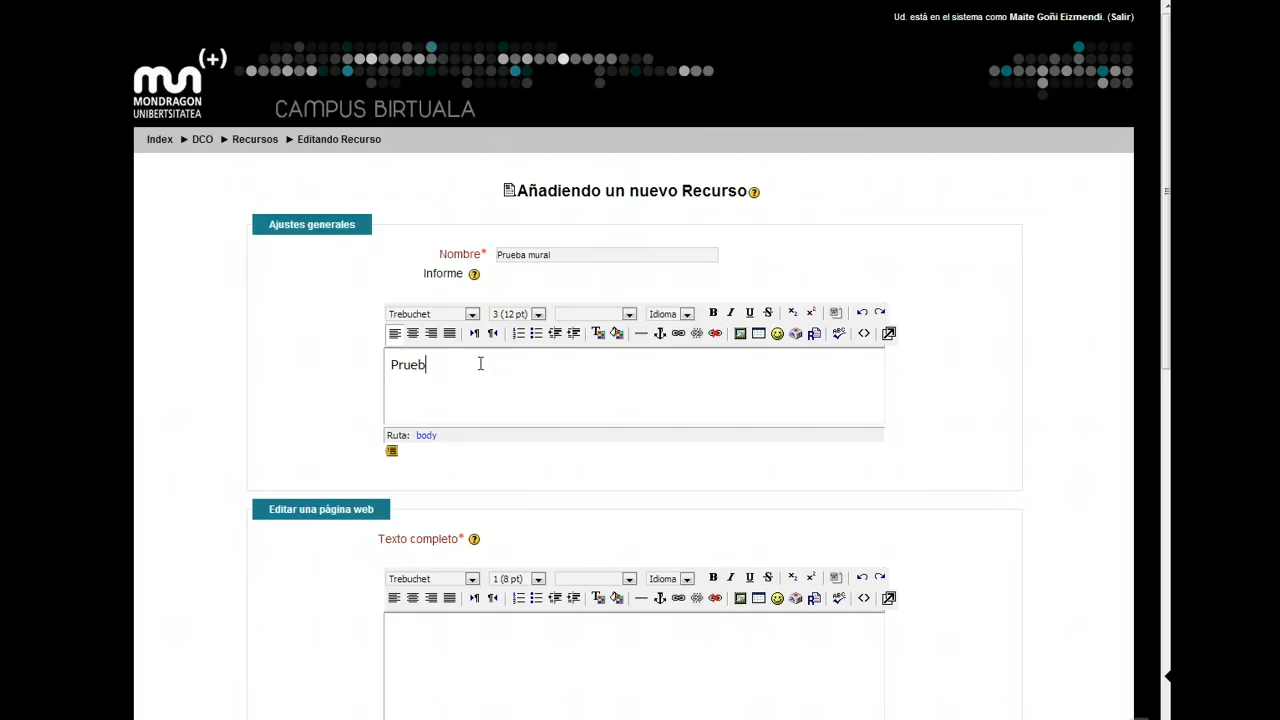 Ud. está en el sistema como Maite Goñi Eizmendi. (Salir)
(+)
MONDRAGON
UNIBERTSITATEA
CAMPUS BIRTUALA
Index ► DCO ► Recursos ► Editando Recurso
Añadiendo un nuevo Recurso
Ajustes generales
Nombre* Prueba mural
Informe
Trebuchet 3 (12 pt) Idioma
Prueb
Ruta: body
Editar una página web
Texto completo*
Trebuchet 1 (8 pt) Idioma